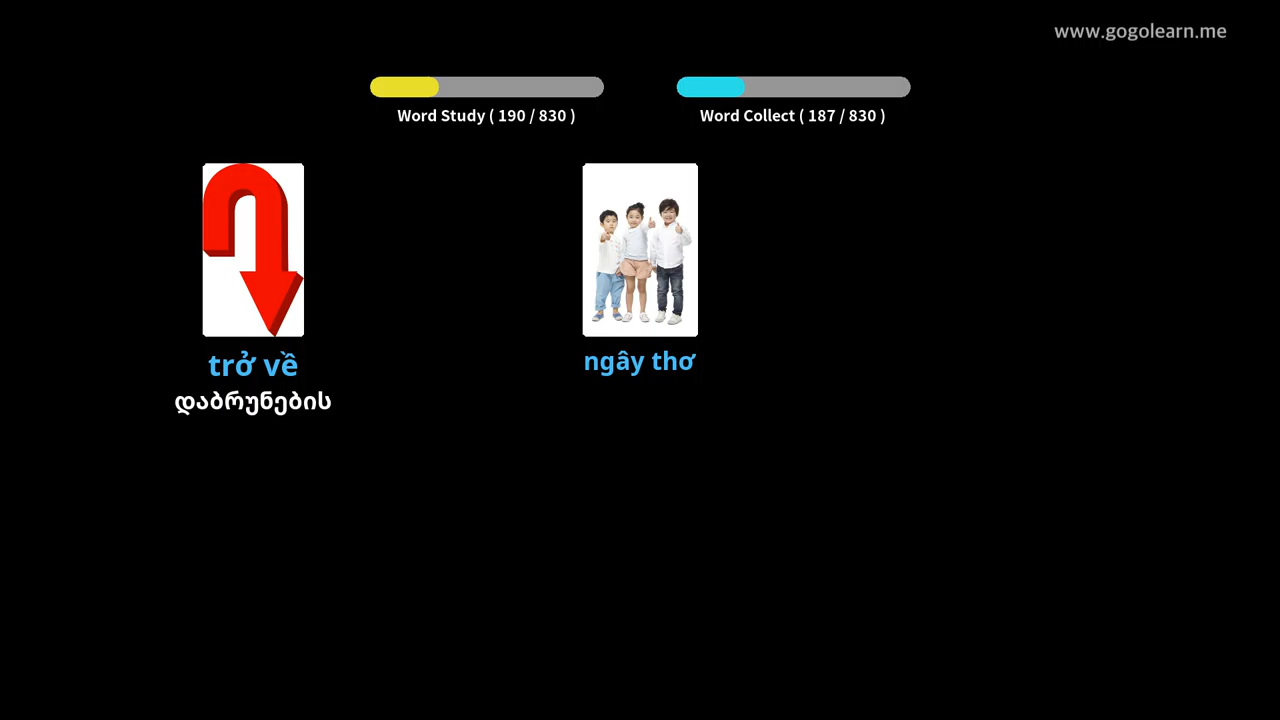 www.gogolearn.me
Word Study ( 190 / 830 )
Word Collect ( 187 / 830 )
trở về
დაბრუნების
ngây thơ